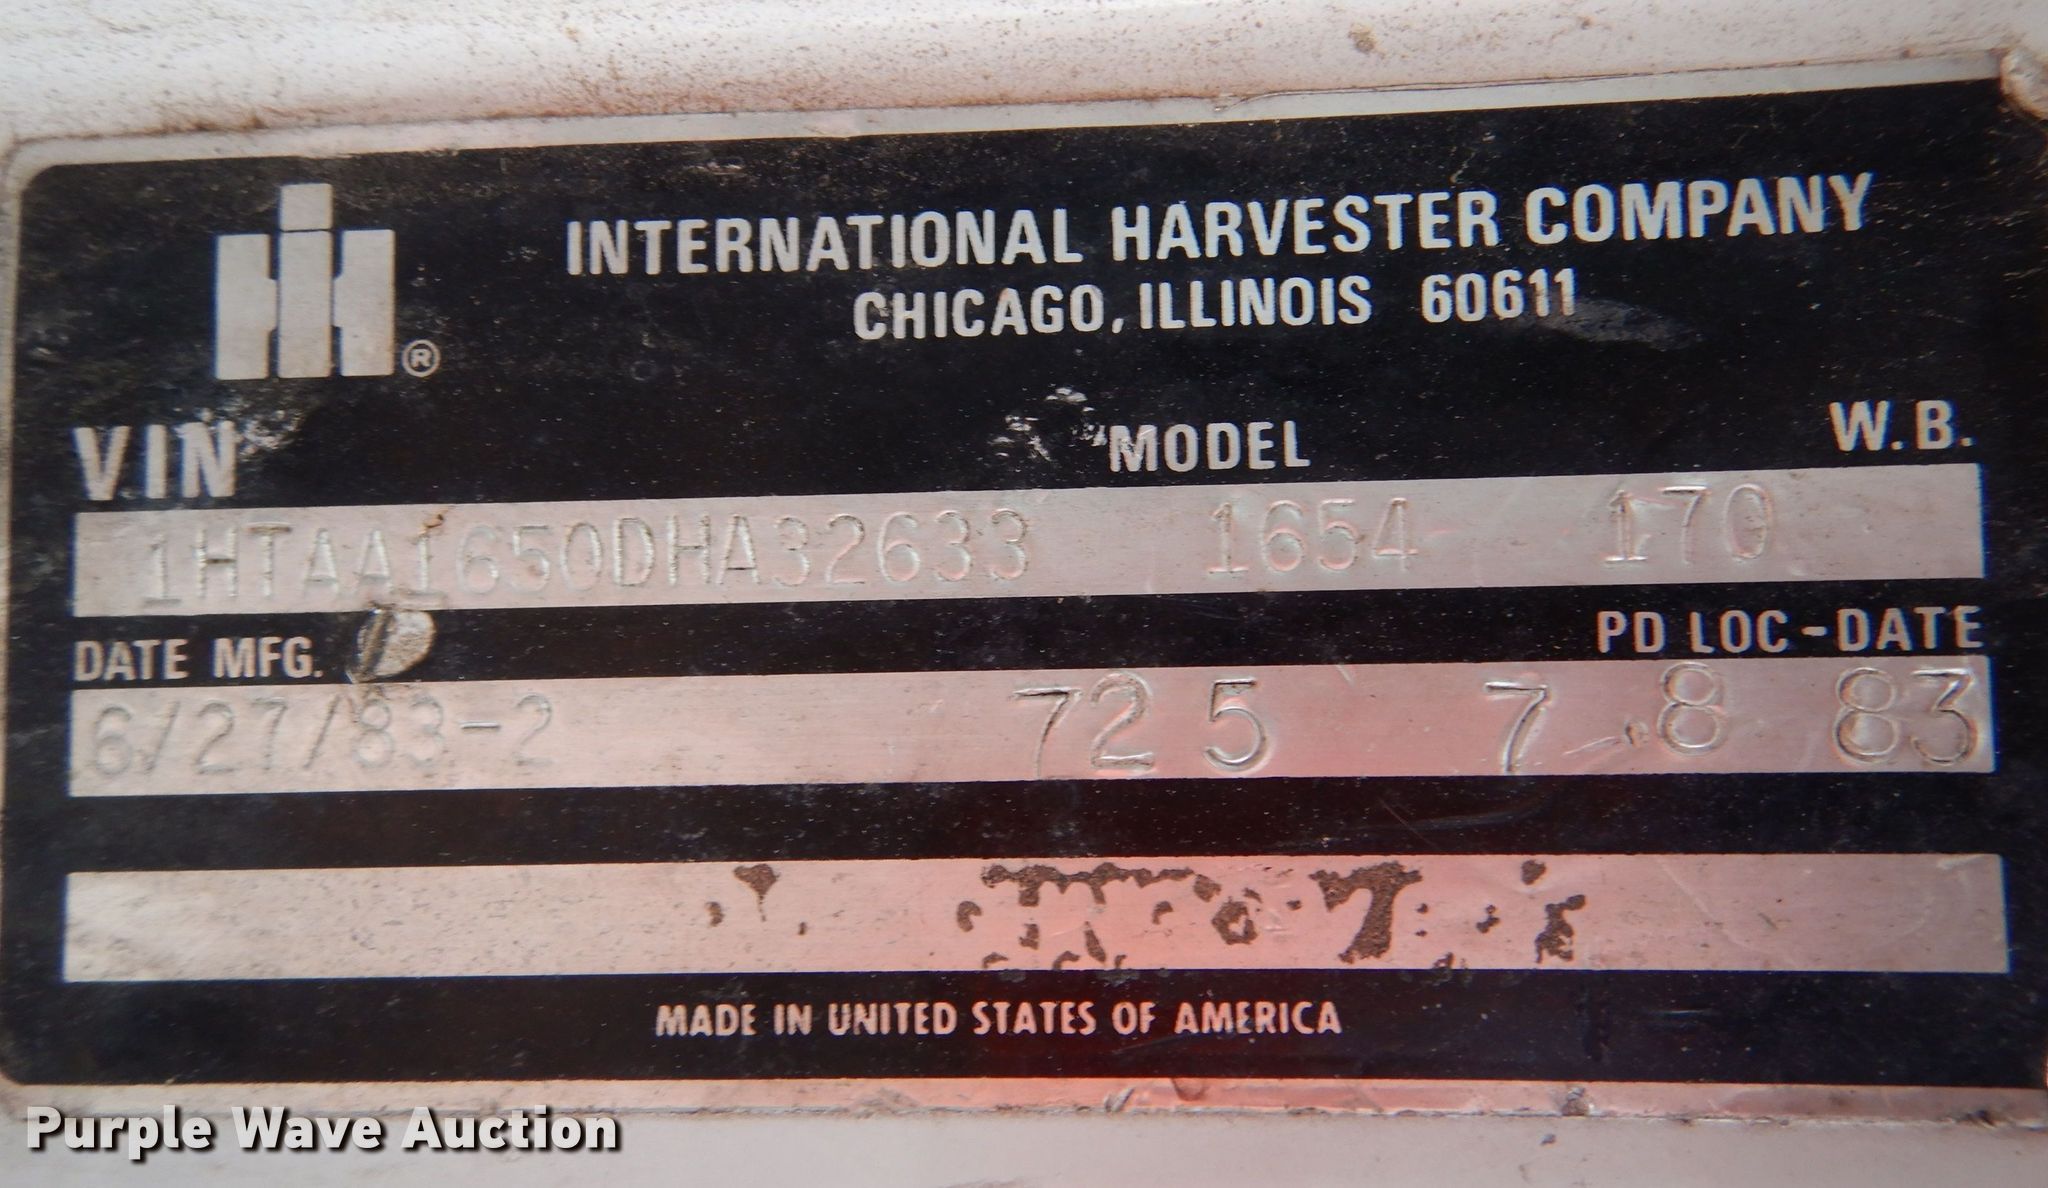 IH®
INTERNATIONAL HARVESTER COMPANY
CHICAGO, ILLINOIS 60611
VIN MODEL W.B.
1HTAA1650DHA32633 1654 170
DATE MFG. PD LOC-DATE
6/27/83-2 725 7.8 83
MADE IN UNITED STATES OF AMERICA
Purple Wave Auction